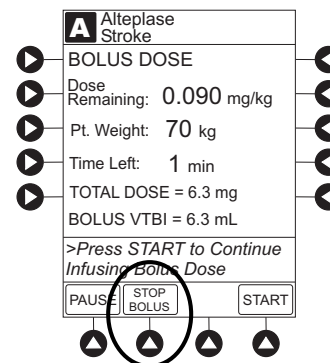 A Alteplase
Stroke
BOLUS DOSE
Dose
Remaining: 0.090 mg/kg
Pt. Weight: 70 kg
Time Left: 1 min
TOTAL DOSE = 6.3 mg
BOLUS VTBI = 6.3 mL
>Press START to Continue
Infusing Bolus Dose
PAUSE STOP BOLUS START